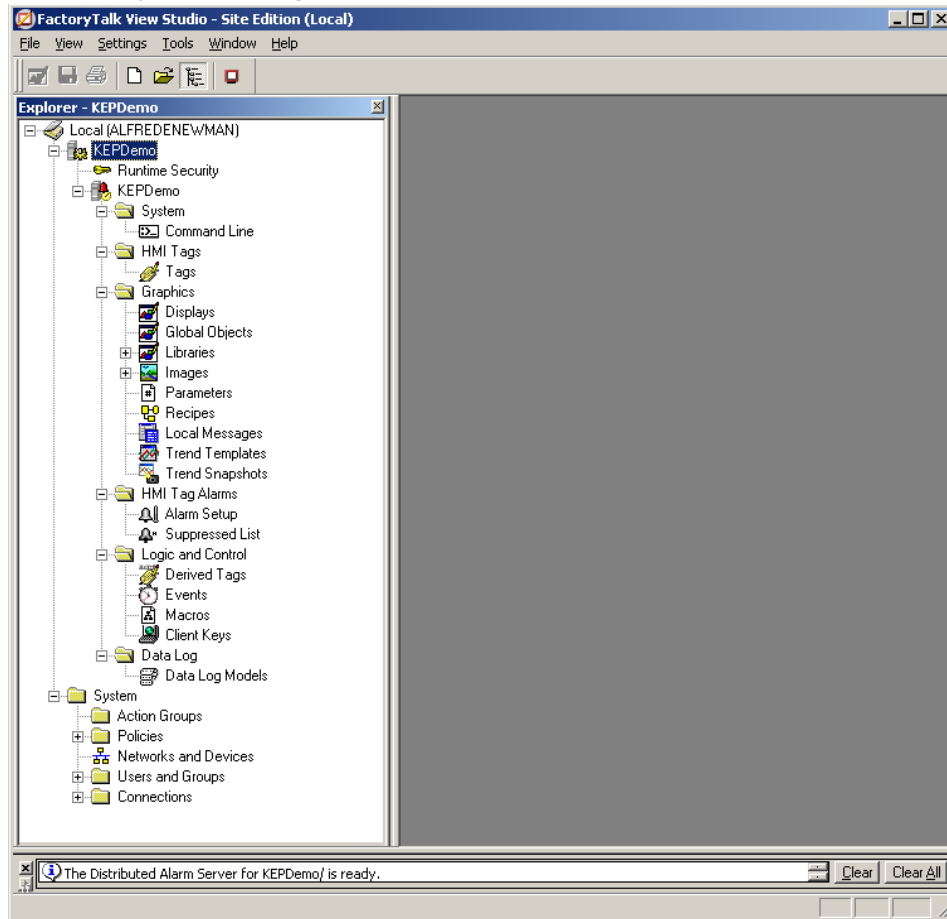 FactoryTalk View Studio - Site Edition (Local)
File View Settings Tools Window Help
Explorer - KEPDemo
Local (ALFREDENEWMAN)
KEPDemo
Runtime Security
KEPDemo
System
Command Line
HMI Tags
Tags
Graphics
Displays
Global Objects
Libraries
Images
Parameters
Recipes
Local Messages
Trend Templates
Trend Snapshots
HMI Tag Alarms
Alarm Setup
Suppressed List
Logic and Control
Derived Tags
Events
Macros
Client Keys
Data Log
Data Log Models
System
Action Groups
Policies
Networks and Devices
Users and Groups
Connections
The Distributed Alarm Server for KEPDemo/ is ready.
Clear Clear All